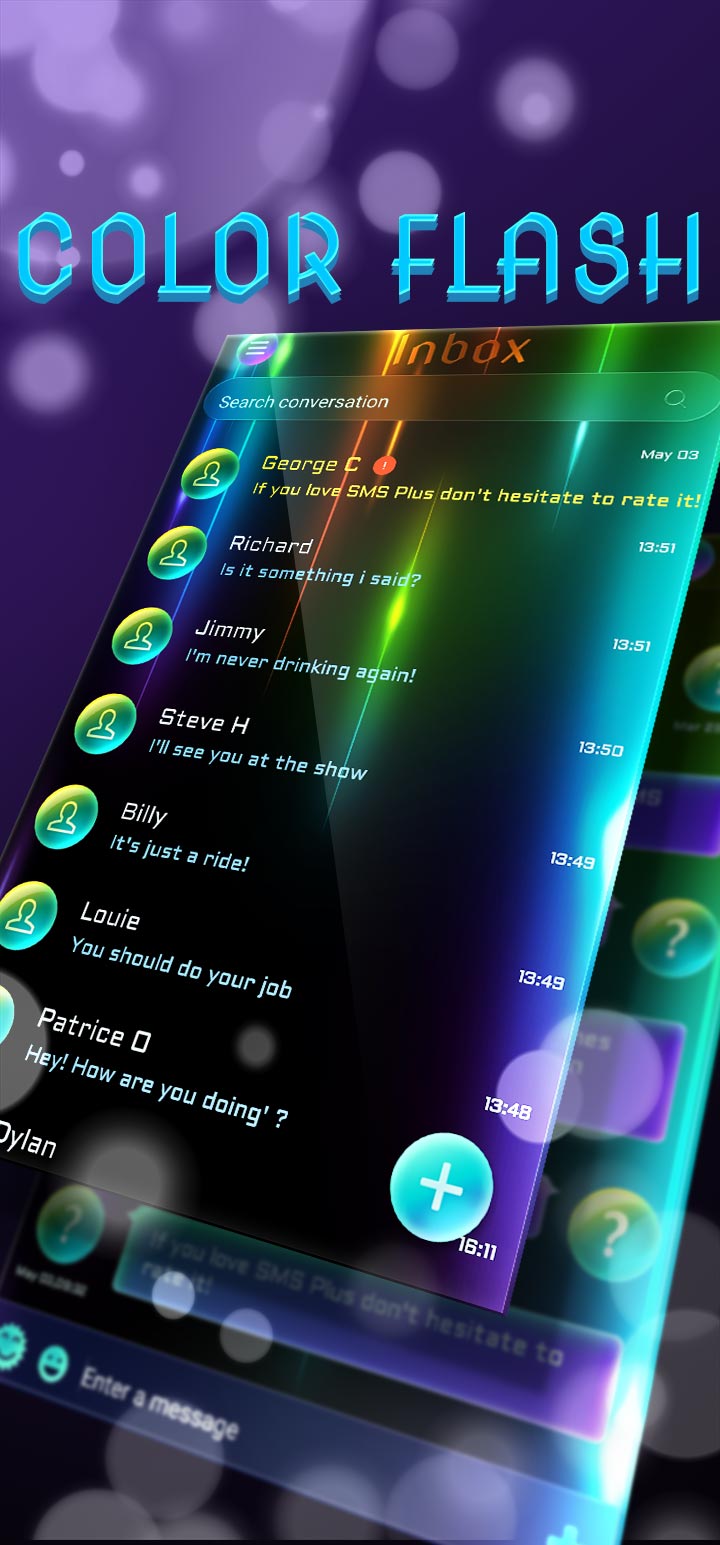 COLOR FLASH
Inbox
Search conversation
May 03
George C
If you love SMS Plus don't hesitate to rate it!
Richard
13:51
Is it something i said?
Jimmy
13:51
I'm never drinking again!
Steve H
13:50
I'll see you at the show
Billy
13:49
It's just a ride!
Louie
13:49
You should do your job
Patrice O
13:48
Hey! How are you doing' ?
Dylan
16:11
If you love SMS Plus don't hesitate to
rate it!
Enter a message